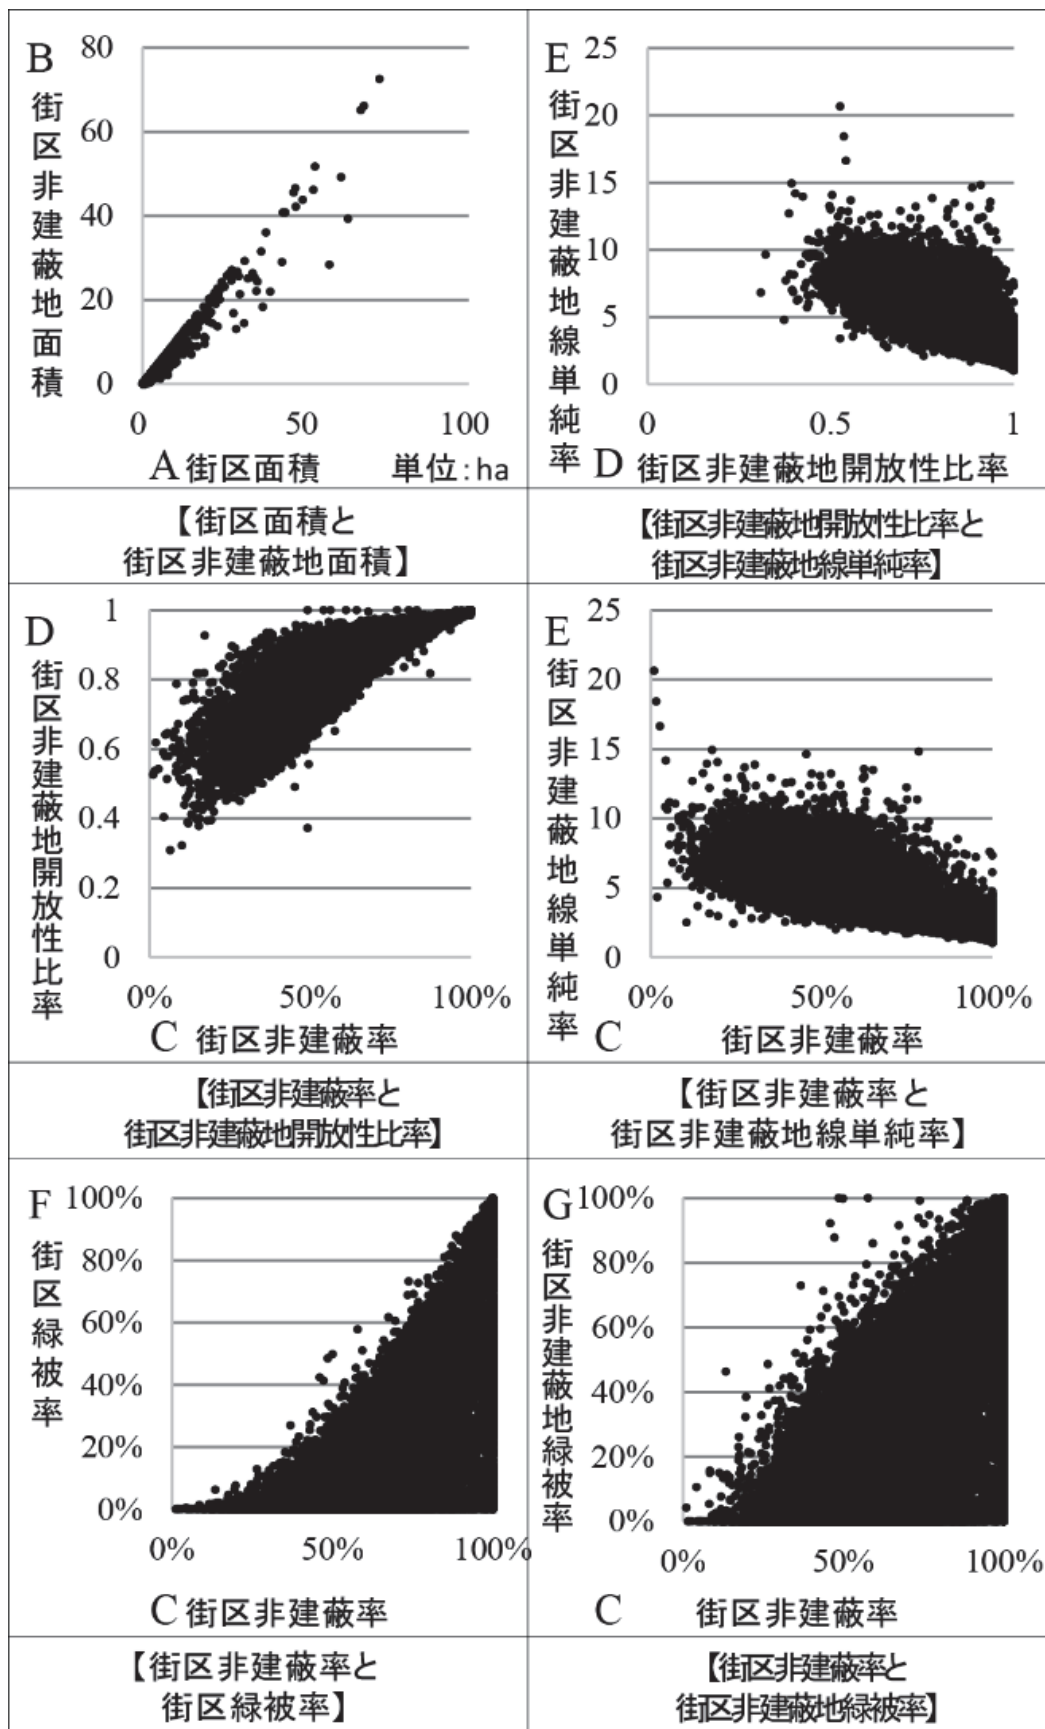 B
街区非建蔽地面積
80
60
40
20
0
0 50 100
A 街区面積 単位:ha
【街区面積と
街区非建蔽地面積】
E
街区非建蔽地線単純率
25
20
15
10
5
0
0 0.5 1
D 街区非建蔽地開放性比率
【街区非建蔽地開放性比率と
街区非建蔽地線単純率】
D
街区非建蔽地開放性比率
1
0.8
0.6
0.4
0.2
0
0% 50% 100%
C 街区非建蔽率
【街区非建蔽率と
街区非建蔽地開放性比率】
E
街区非建蔽地線単純率
25
20
15
10
5
0
0% 50% 100%
C 街区非建蔽率
【街区非建蔽率と
街区非建蔽地線単純率】
F
街区緑被率
100%
80%
60%
40%
20%
0%
0% 50% 100%
C 街区非建蔽率
【街区非建蔽率と
街区緑被率】
G
街区非建蔽地緑被率
100%
80%
60%
40%
20%
0%
0% 50% 100%
C 街区非建蔽率
【街区非建蔽率と
街区非建蔽地緑被率】